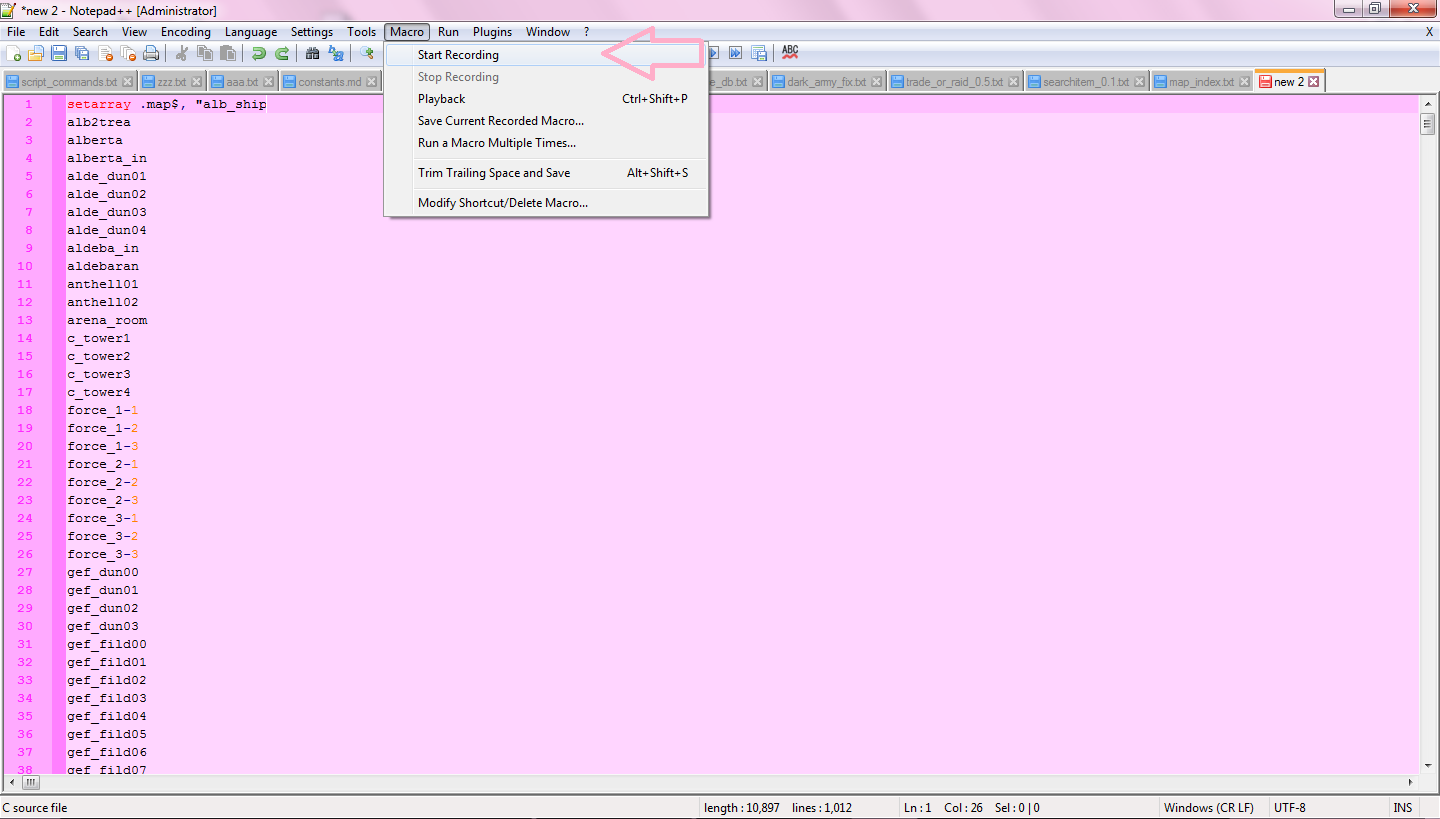 *new 2 - Notepad++ [Administrator]
File Edit Search View Encoding Language Settings Tools Macro Run Plugins Window ? X
Start Recording
Stop Recording
Playback Ctrl+Shift+P
Save Current Recorded Macro...
Run a Macro Multiple Times...
Trim Trailing Space and Save Alt+Shift+S
Modify Shortcut/Delete Macro...
ABC
script_commands.txt zzz.txt aaa.txt constants.md e_db.txt dark_army_fix.txt trade_or_raid_0.5.txt searchitem_0.1.txt map_index.txt new 2
1 setarray .map$, "alb_ship
2 alb2trea
3 alberta
4 alberta_in
5 alde_dun01
6 alde_dun02
7 alde_dun03
8 alde_dun04
9 aldeba_in
10 aldebaran
11 anthell01
12 anthell02
13 arena_room
14 c_tower1
15 c_tower2
16 c_tower3
17 c_tower4
18 force_1-1
19 force_1-2
20 force_1-3
21 force_2-1
22 force_2-2
23 force_2-3
24 force_3-1
25 force_3-2
26 force_3-3
27 gef_dun00
28 gef_dun01
29 gef_dun02
30 gef_dun03
31 gef_fild00
32 gef_fild01
33 gef_fild02
34 gef_fild03
35 gef_fild04
36 gef_fild05
37 gef_fild06
38 gef_fild07
C source file length : 10,897 lines : 1,012 Ln : 1 Col : 26 Sel : 0 | 0 Windows (CR LF) UTF-8 INS